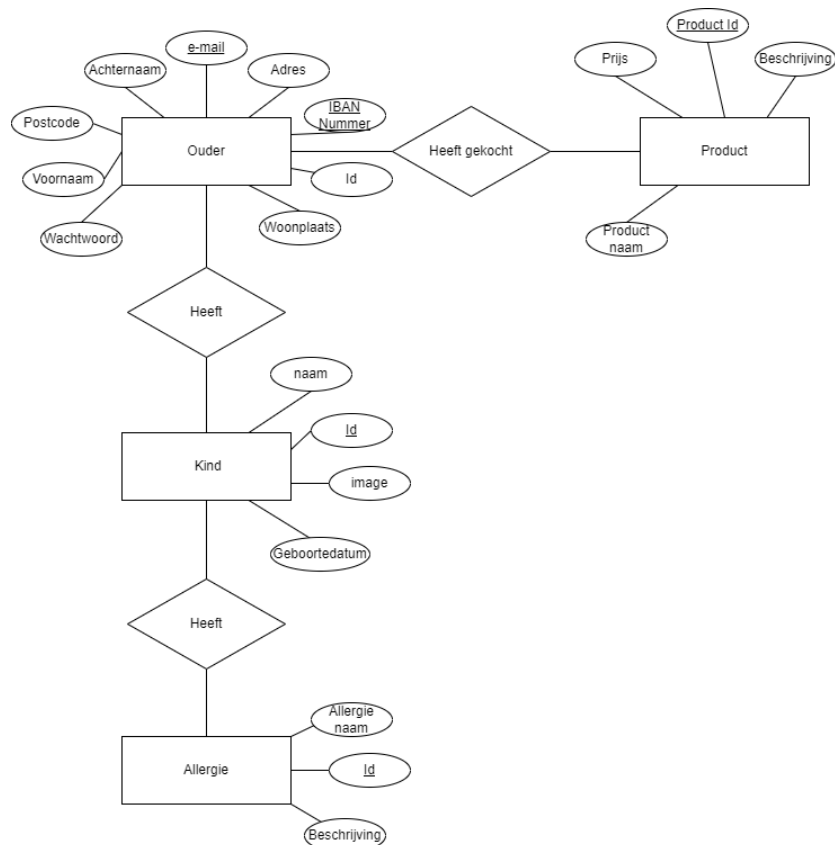 Product Id
e-mail
Prijs
Beschrijving
Achternaam
Adres
IBAN
Nummer
Postcode
Ouder
Heeft gekocht
Product
Voornaam
Id
Woonplaats
Wachtwoord
Product
naam
Heeft
naam
Id
Kind
image
Geboortedatum
Heeft
Allergie
naam
Allergie
Id
Beschrijving